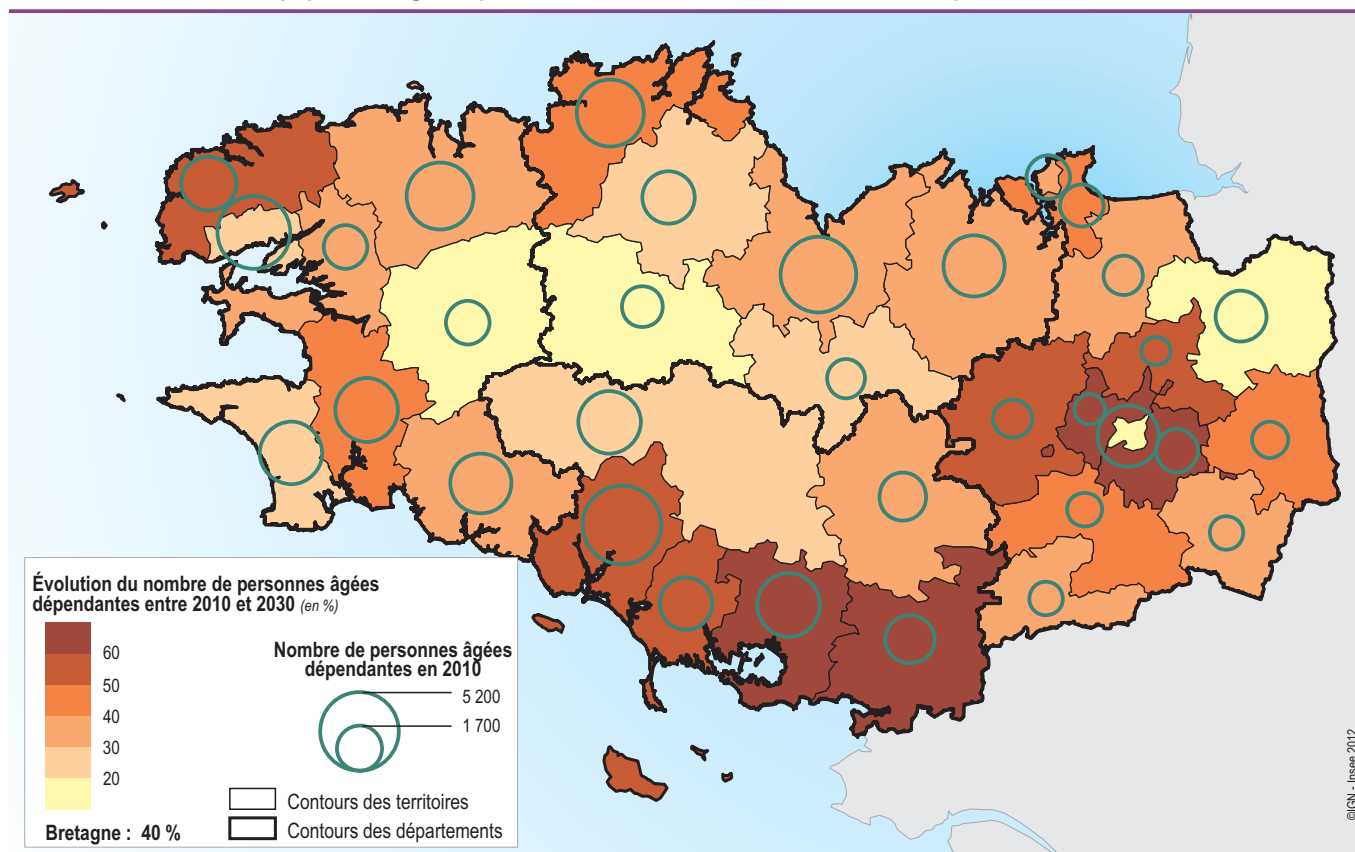 Évolution du nombre de personnes âgées
dépendantes entre 2010 et 2030 (en %)
60
50
40
30
20
Bretagne : 40 %
Nombre de personnes âgées
dépendantes en 2010
5 200
1 700
Contours des territoires
Contours des départements
©IGN - Insee 2012